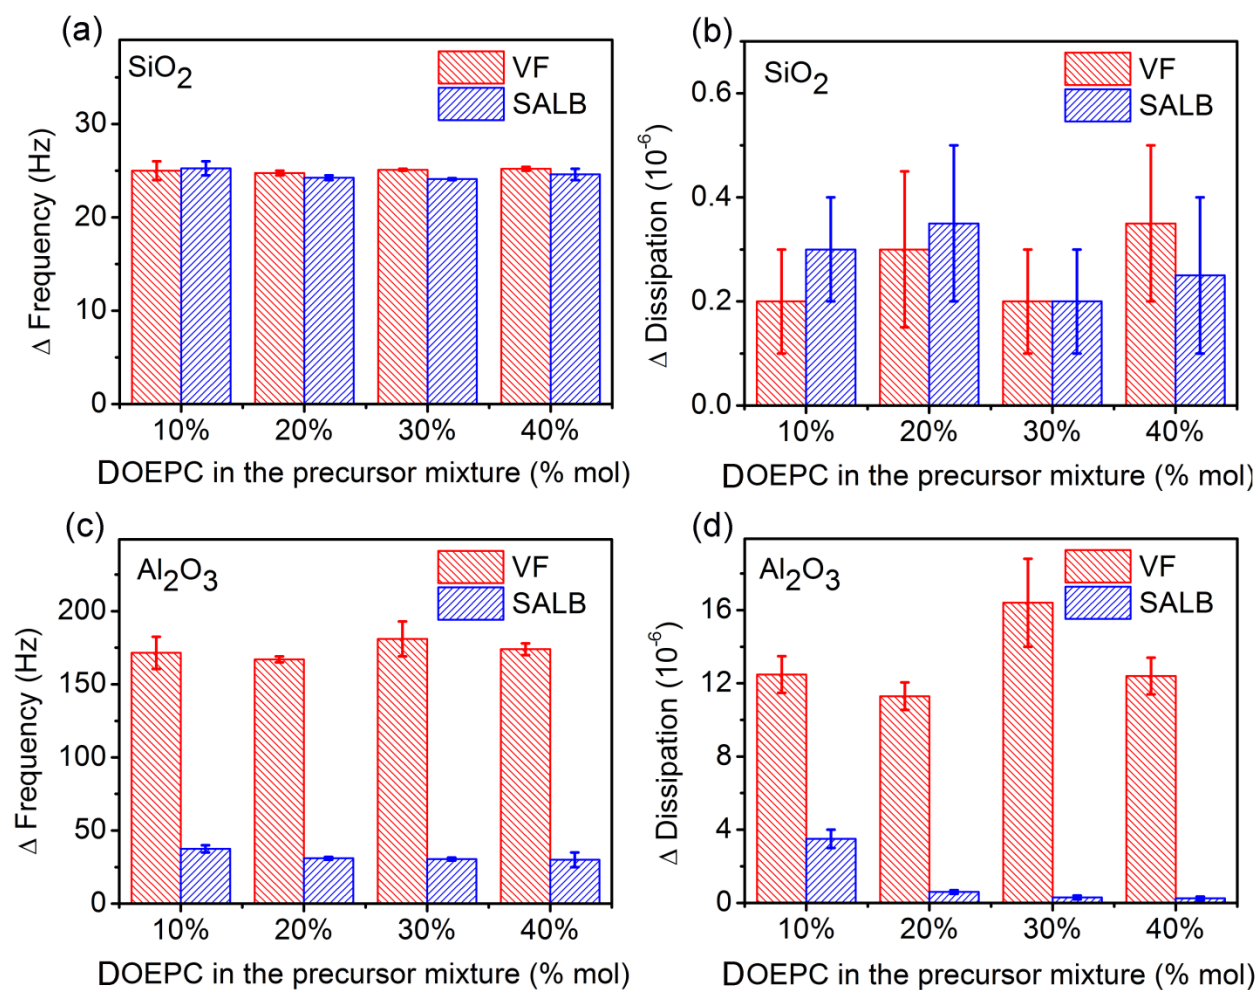 (a)
SiO2
VF
SALB
Δ Frequency (Hz)
30
20
10
0
10% 20% 30% 40%
DOEPC in the precursor mixture (% mol)
(b)
SiO2
VF
SALB
Δ Dissipation (10-6)
0.6
0.4
0.2
0.0
10% 20% 30% 40%
DOEPC in the precursor mixture (% mol)
(c)
Al2O3
VF
SALB
Δ Frequency (Hz)
200
150
100
50
0
10% 20% 30% 40%
DOEPC in the precursor mixture (% mol)
(d)
Al2O3
VF
SALB
Δ Dissipation (10-6)
16
12
8
4
0
10% 20% 30% 40%
DOEPC in the precursor mixture (% mol)